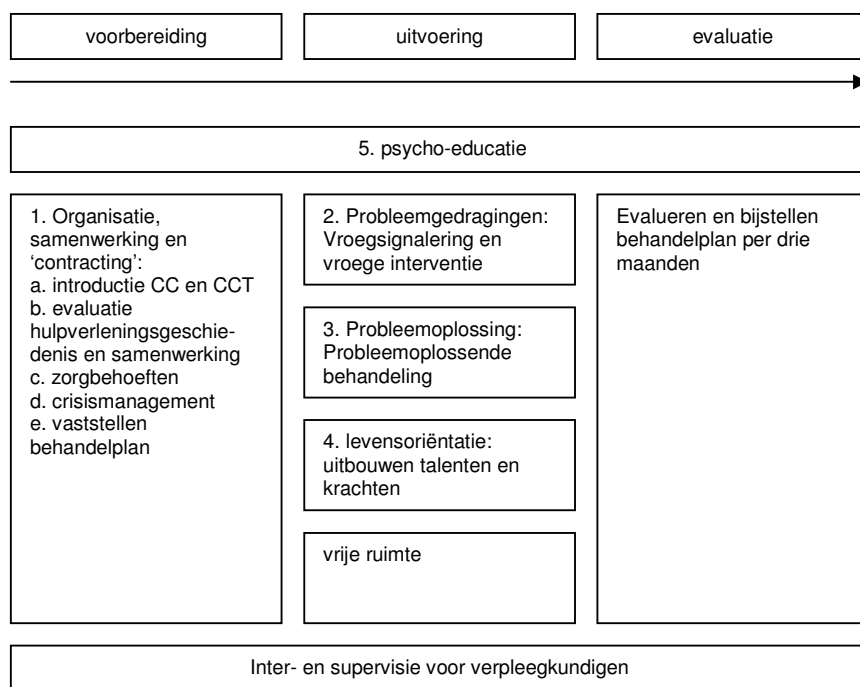 voorbereiding
uitvoering
evaluatie
5. psycho-educatie
1. Organisatie,
samenwerking en
‘contracting’:
a. introductie CC en CCT
b. evaluatie
hulpverleningsgeschie-
denis en samenwerking
c. zorgbehoeften
d. crisismanagement
e. vaststellen
behandelplan
2. Probleemgedragingen:
Vroegsignalering en
vroege interventie
3. Probleemoplossing:
Probleemoplossende
behandeling
4. levensoriëntatie:
uitbouwen talenten en
krachten
vrije ruimte
Evalueren en bijstellen
behandelplan per drie
maanden
Inter- en supervisie voor verpleegkundigen